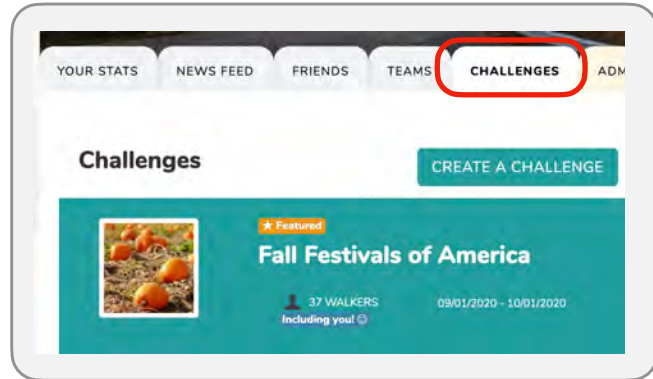 YOUR STATS NEWS FEED FRIENDS TEAMS CHALLENGES ADM
Challenges CREATE A CHALLENGE
★ Featured
Fall Festivals of America
37 WALKERS 09/01/2020 - 10/01/2020
Including you! ☺